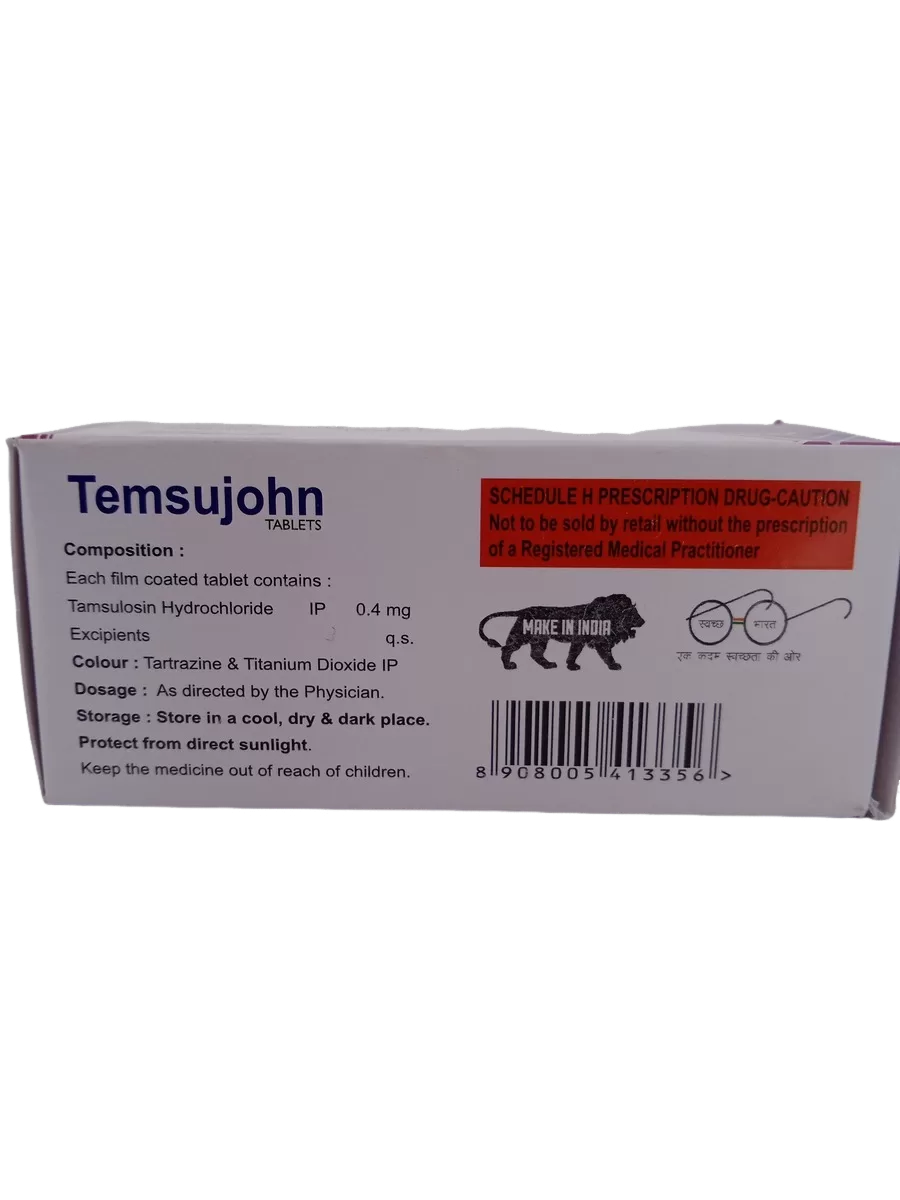 Temsujohn
TABLETS
Composition :
Each film coated tablet contains :
Tamsulosin Hydrochloride IP 0.4 mg
Excipients q.s.
Colour : Tartrazine & Titanium Dioxide IP
Dosage : As directed by the Physician.
Storage : Store in a cool, dry & dark place.
Protect from direct sunlight.
Keep the medicine out of reach of children.
SCHEDULE H PRESCRIPTION DRUG-CAUTION
Not to be sold by retail without the prescription
of a Registered Medical Practitioner
MAKE IN INDIA
स्वच्छ भारत
एक कदम स्वच्छता की ओर
8 908005 413356 >